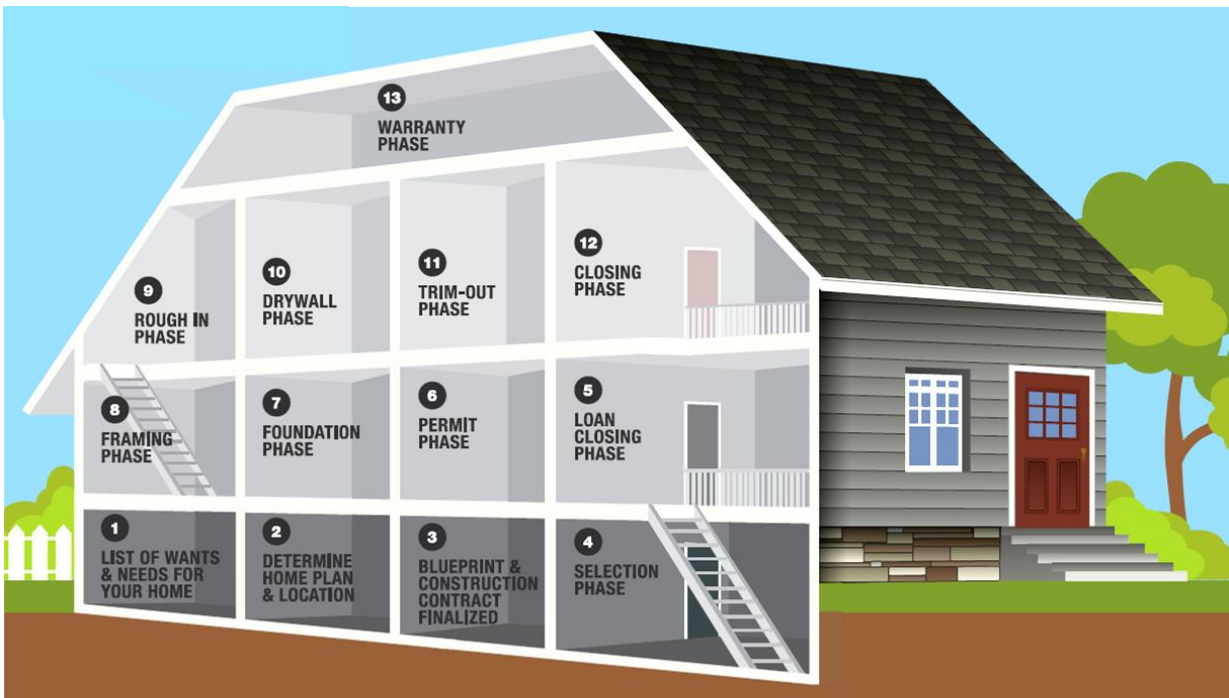 1
LIST OF WANTS
& NEEDS FOR
YOUR HOME
2
DETERMINE
HOME PLAN
& LOCATION
3
BLUEPRINT &
CONSTRUCTION
CONTRACT
FINALIZED
4
SELECTION
PHASE
5
LOAN
CLOSING
PHASE
6
PERMIT
PHASE
7
FOUNDATION
PHASE
8
FRAMING
PHASE
9
ROUGH IN
PHASE
10
DRYWALL
PHASE
11
TRIM-OUT
PHASE
12
CLOSING
PHASE
13
WARRANTY
PHASE